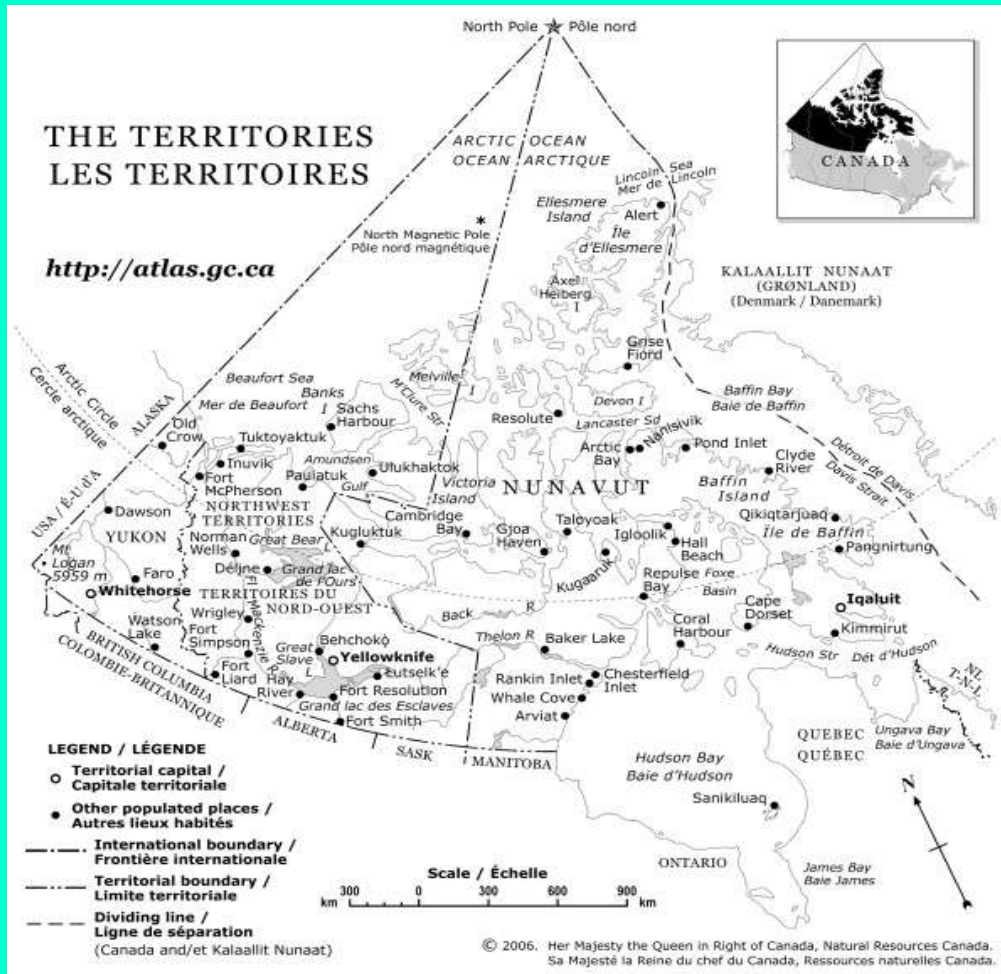 North Pole Pôle nord
THE TERRITORIES
LES TERRITOIRES
http://atlas.gc.ca
CANADA
ARCTIC OCEAN
OCEAN ARCTIQUE
Lincoln Sea
Mer de Lincoln
Ellesmere
Island
Alert
Île
d'Ellesmere
North Magnetic Pole
Pôle nord magnétique
Axel
Heiberg
I
KALAALLIT NUNAAT
(GRØNLAND)
(Denmark / Danemark)
Grise
Fiord
Arctic Circle
Cercle arctique
Beaufort Sea
Mer de Beaufort
Banks
I
Sachs
Harbour
Melville
I
M'Clure Str
Resolute
Devon I
Lancaster Sd
Baffin Bay
Baie de Baffin
ALASKA
USA / É-U d'A
Old
Crow
Tuktoyaktuk
Inuvik
Fort
McPherson
Amundsen
Gulf
Paulatuk
Ulukhaktok
Victoria
Island
NUNAVUT
Arctic
Bay
Nanisivik
Pond Inlet
Clyde
River
Détroit de Davis
Davis Strait
Baffin
Island
Île de Baffin
Qikiqtarjuaq
Pangnirtung
Dawson
YUKON
NORTHWEST
TERRITORIES
Norman
Wells
Great Bear L
Grand lac
de l'Ours
Déljne
Kugluktuk
Cambridge
Bay
Gjoa
Haven
Taloyoak
Kugaaruk
Igloolik
Hall
Beach
Repulse
Bay
Foxe
Basin
Mt
Logan
5959 m
Faro
Whitehorse
Watson
Lake
TERRITOIRES DU
NORD-OUEST
Wrigley
Mackenzie R
Fl
Fort
Simpson
Fort
Liard
Behchokò
Great
Slave
L
Yellowknife
Łutselk'e
Hay
River
Fort Resolution
Grand lac des Esclaves
Fort Smith
Back R
Thelon R
Baker Lake
Chesterfield
Inlet
Rankin Inlet
Whale Cove
Arviat
Coral
Harbour
Cape
Dorset
Iqaluit
Kimmirut
Hudson Str Dét d'Hudson
NL
T-N-L
Ungava Bay
Baie d'Ungava
QUEBEC
QUÉBEC
BRITISH COLUMBIA
COLOMBIE-BRITANNIQUE
ALBERTA
SASK
MANITOBA
Hudson Bay
Baie d'Hudson
Sanikiluaq
ONTARIO
James Bay
Baie James
N
LEGEND / LÉGENDE
Territorial capital /
Capitale territoriale
Other populated places /
Autres lieux habités
International boundary /
Frontière internationale
Territorial boundary /
Limite territoriale
Dividing line /
Ligne de séparation
(Canada and/et Kalaallit Nunaat)
Scale / Échelle
300 0 300 600 900
km km
© 2006. Her Majesty the Queen in Right of Canada, Natural Resources Canada.
Sa Majesté la Reine du chef du Canada, Ressources naturelles Canada.